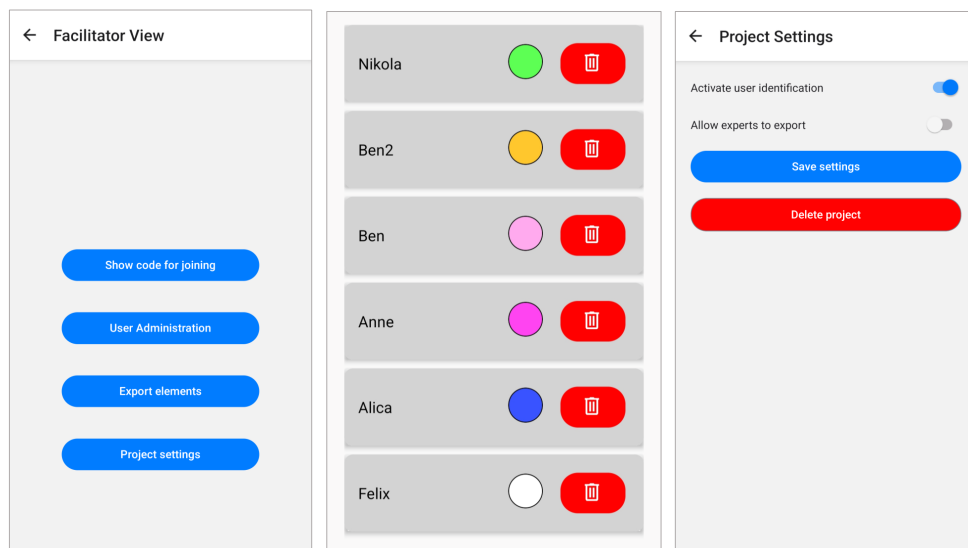 Facilitator View
Show code for joining
User Administration
Export elements
Project settings
Nikola
Ben2
Ben
Anne
Alica
Felix
Project Settings
Activate user identification
Allow experts to export
Save settings
Delete project